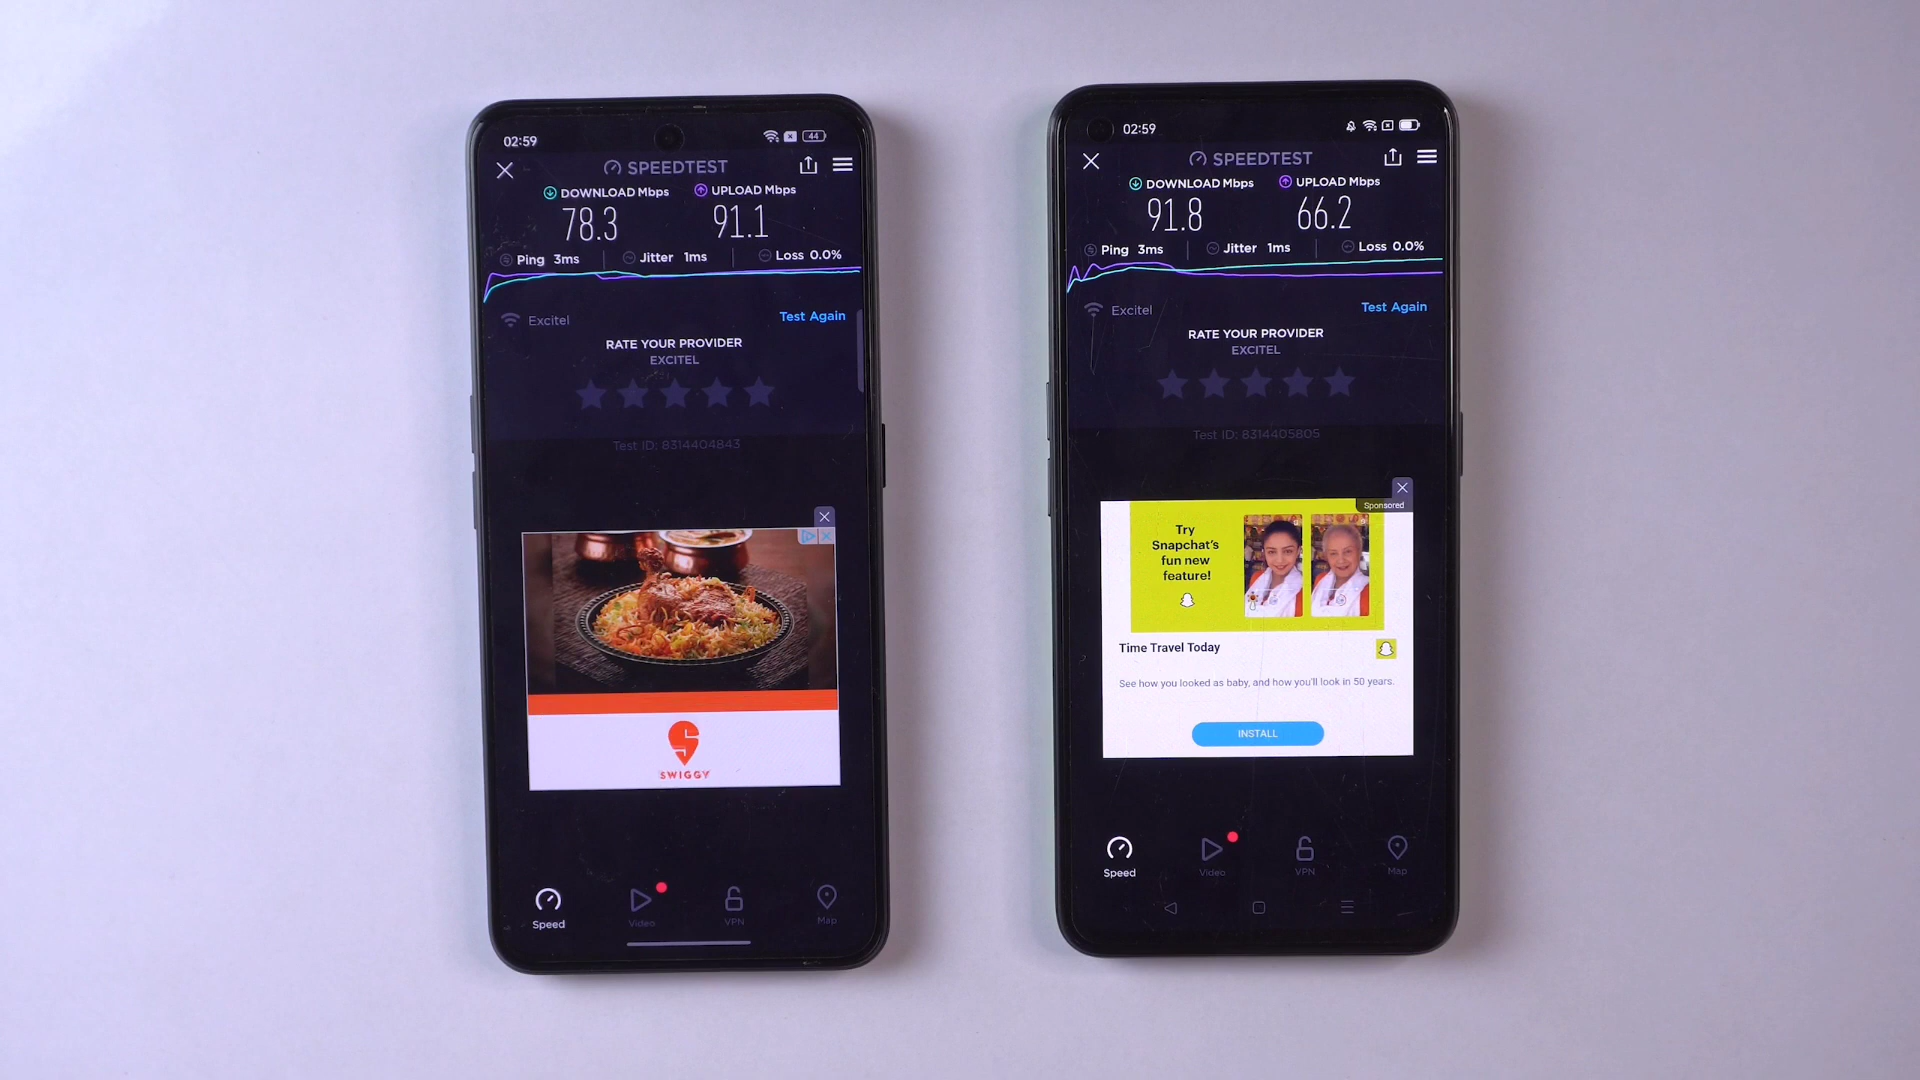 02:59
44
SPEEDTEST
DOWNLOAD Mbps
UPLOAD Mbps
78.3
91.1
Ping 3ms
Jitter 1ms
Loss 0.0%
Excitel
Test Again
RATE YOUR PROVIDER
EXCITEL
Test ID: 8314404843
SWIGGY
Speed
Video
VPN
Map
02:59
SPEEDTEST
DOWNLOAD Mbps
UPLOAD Mbps
91.8
66.2
Ping 3ms
Jitter 1ms
Loss 0.0%
Excitel
Test Again
RATE YOUR PROVIDER
EXCITEL
Test ID: 8314405805
Sponsored
Try
Snapchat's
fun new
feature!
Time Travel Today
See how you looked as baby, and how you'll look in 50 years.
INSTALL
Speed
Video
VPN
Map